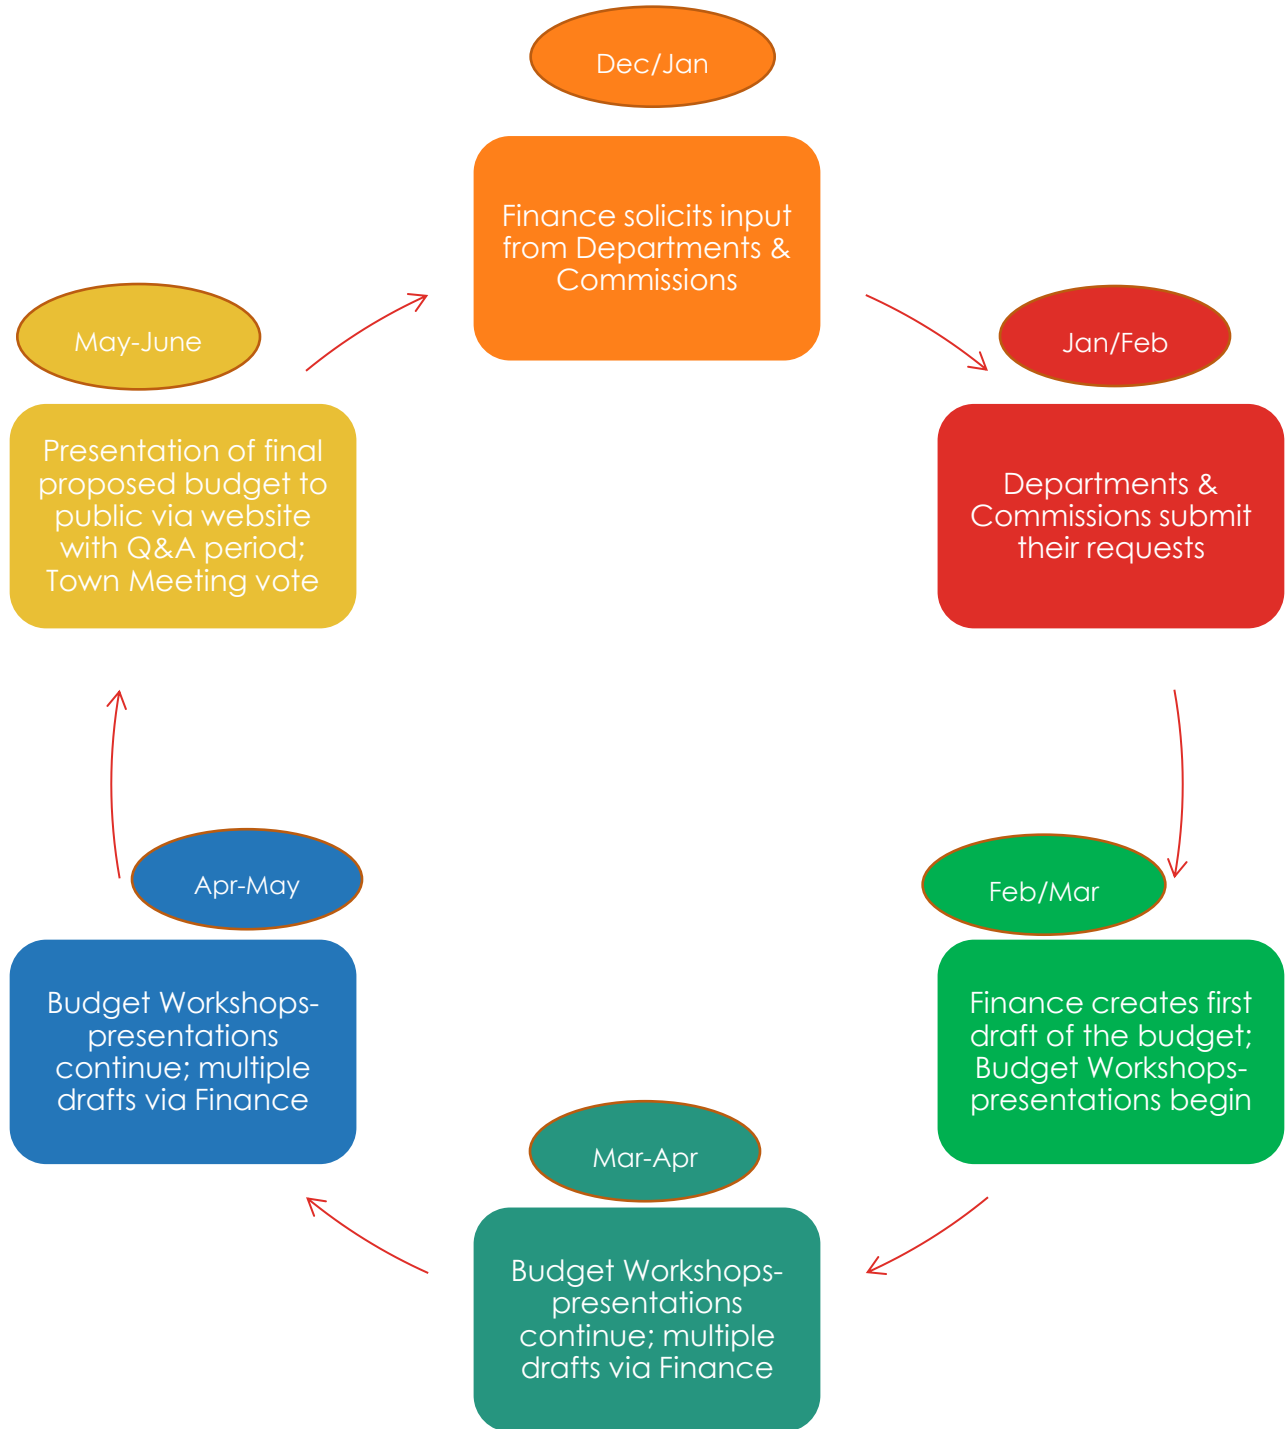 Dec/Jan
Finance solicits input
from Departments &
Commissions
Jan/Feb
Departments &
Commissions submit
their requests
Feb/Mar
Finance creates first
draft of the budget;
Budget Workshops-
presentations begin
Mar-Apr
Budget Workshops-
presentations
continue; multiple
drafts via Finance
Apr-May
Budget Workshops-
presentations
continue; multiple
drafts via Finance
May-June
Presentation of final
proposed budget to
public via website
with Q&A period;
Town Meeting vote